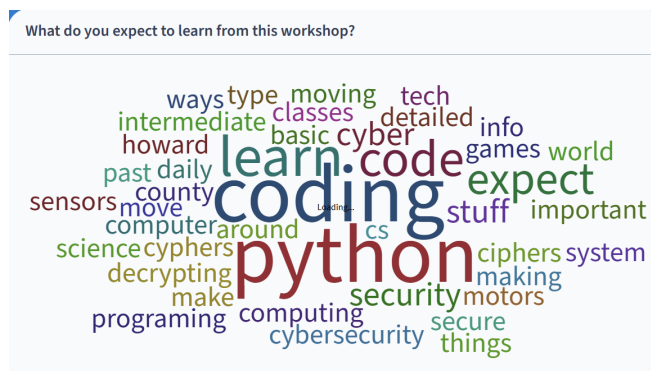 What do you expect to learn from this workshop?
ways type moving tech
intermediate classes detailed
howard basic cyber info
past daily learn code games world
sensors county coding expect
move Loading... stuff important
computer around cs
science cyphers python ciphers system
decrypting making
make security motors
programing computing secure
cybersecurity things